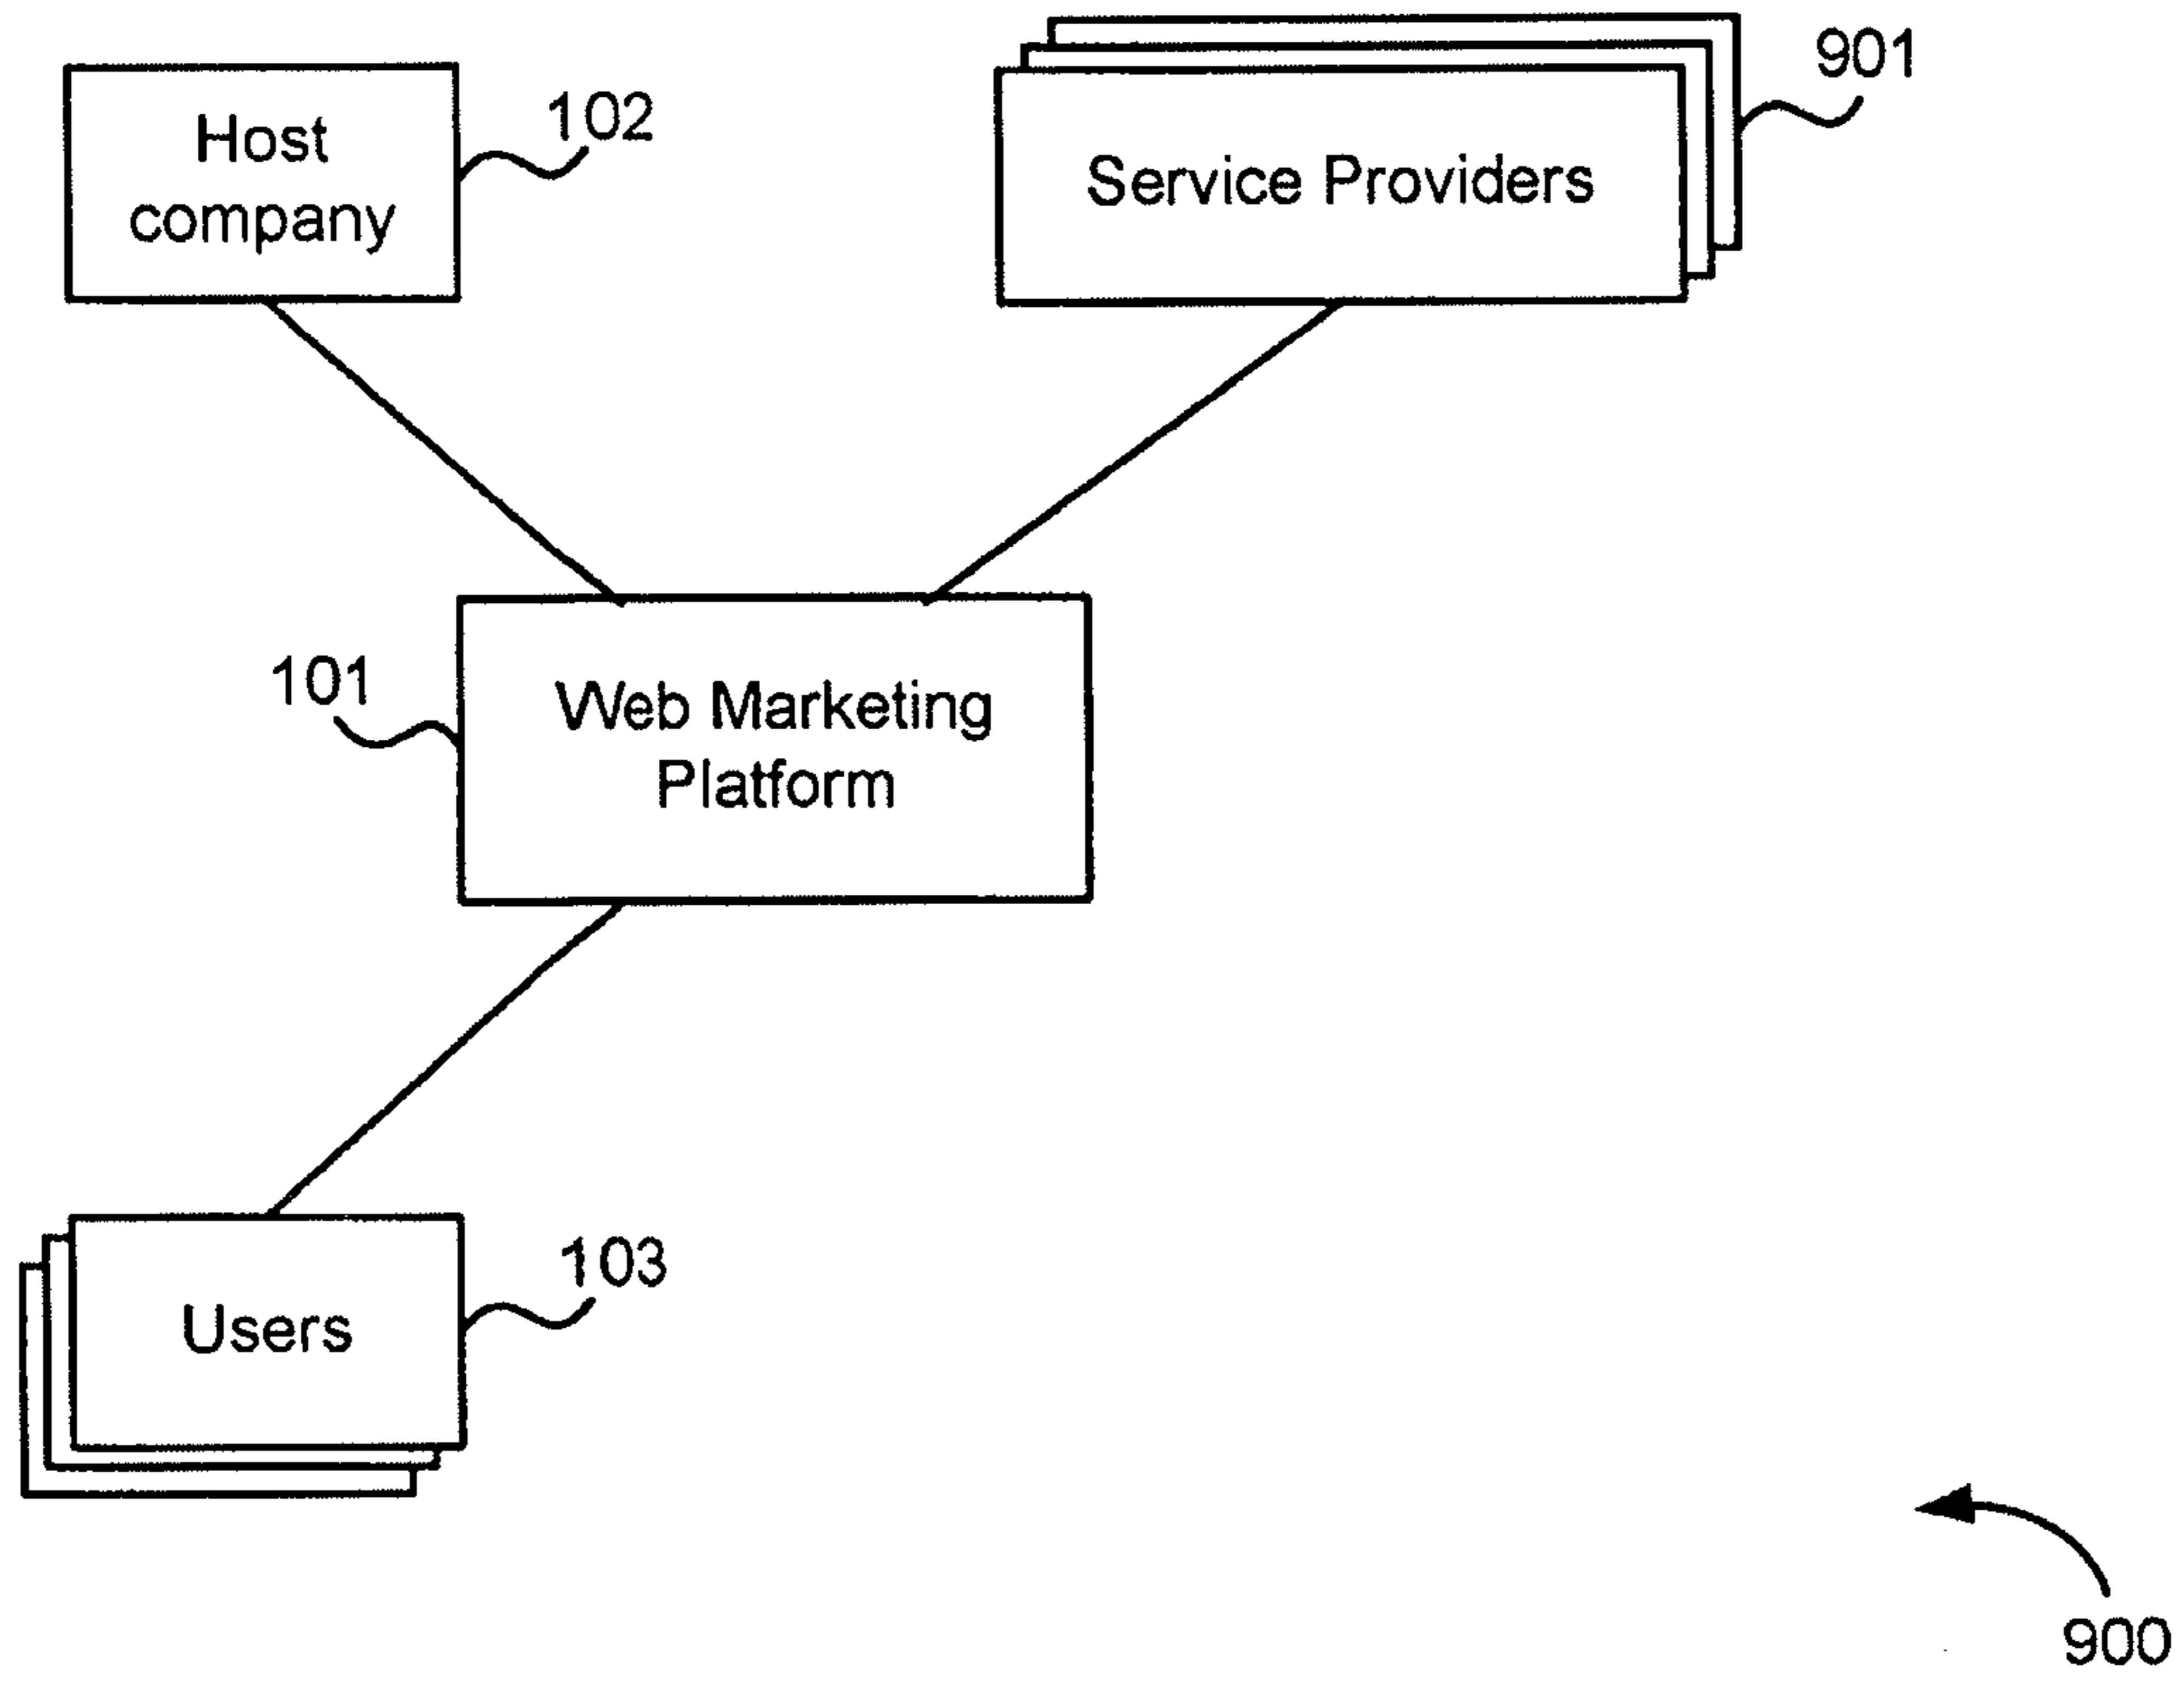 901
102
Host
company
Service Providers
101
Web Marketing
Platform
103
Users
900